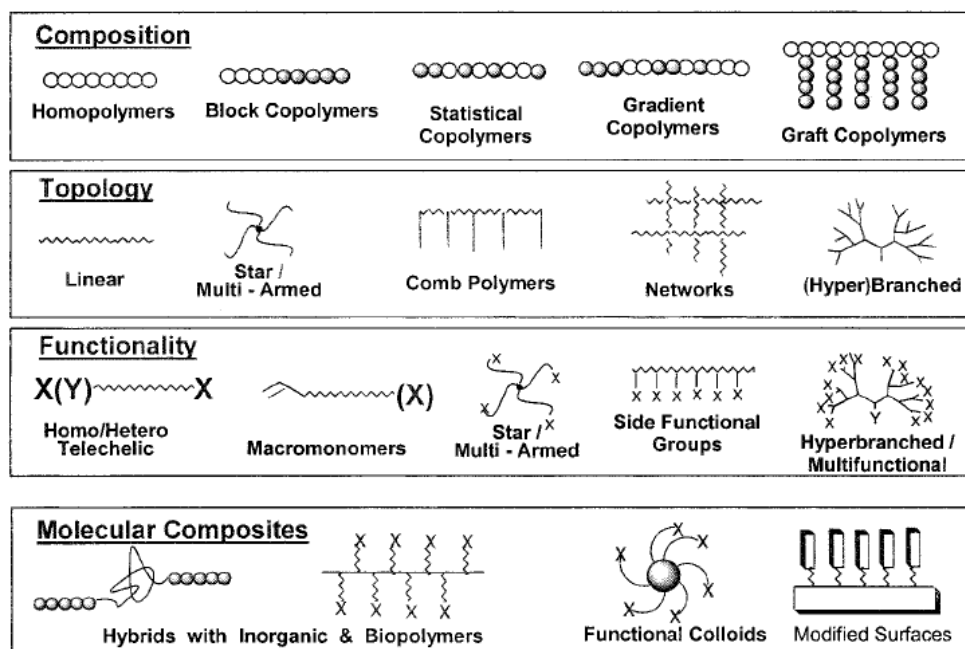 Composition
Homopolymers
Block Copolymers
Statistical
Copolymers
Gradient
Copolymers
Graft Copolymers
Topology
Linear
Star /
Multi - Armed
Comb Polymers
Networks
(Hyper)Branched
Functionality
X(Y) X
Homo/Hetero
Telechelic
(X)
Macromonomers
X
X
X
X
Star /
Multi - Armed
X X X X X X
Side Functional
Groups
X X X X X X X X X X X X Y
Hyperbranched /
Multifunctional
Molecular Composites
X X X X
X X X X
Hybrids with Inorganic & Biopolymers
X X X X X X
Functional Colloids
Modified Surfaces